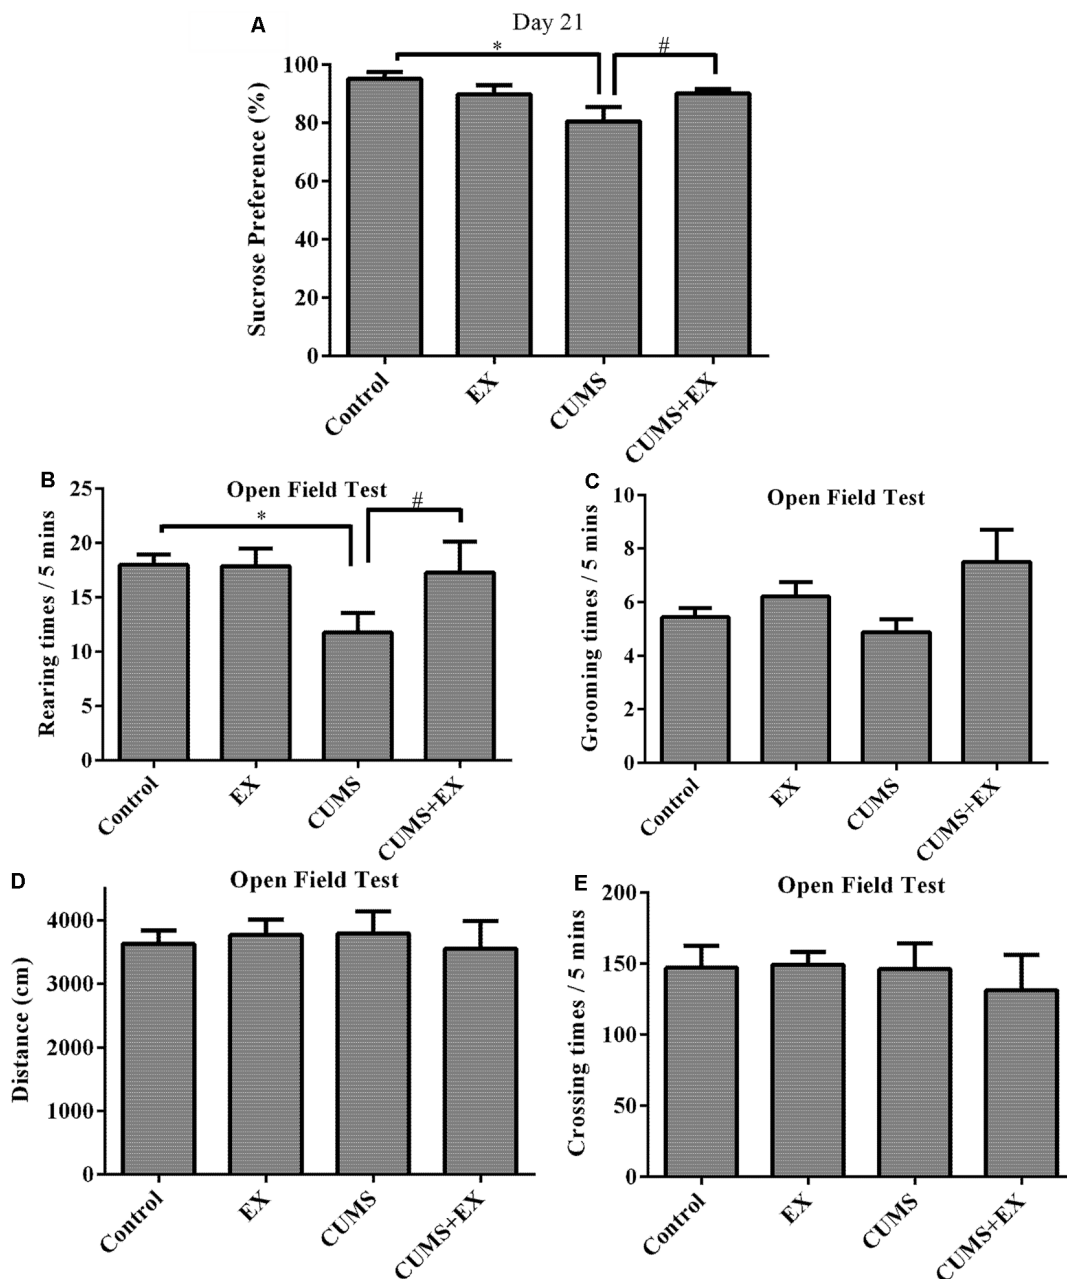 A
Day 21
*
#
Sucrose Preference (%)
100
80
60
40
20
0
Control
EX
CUMS
CUMS+EX
B
Open Field Test
*
#
Rearing times / 5 mins
25
20
15
10
5
0
Control
EX
CUMS
CUMS+EX
C
Open Field Test
Grooming times / 5 mins
10
8
6
4
2
0
Control
EX
CUMS
CUMS+EX
D
Open Field Test
Distance (cm)
4000
3000
2000
1000
0
Control
EX
CUMS
CUMS+EX
E
Open Field Test
Crossing times / 5 mins
200
150
100
50
0
Control
EX
CUMS
CUMS+EX